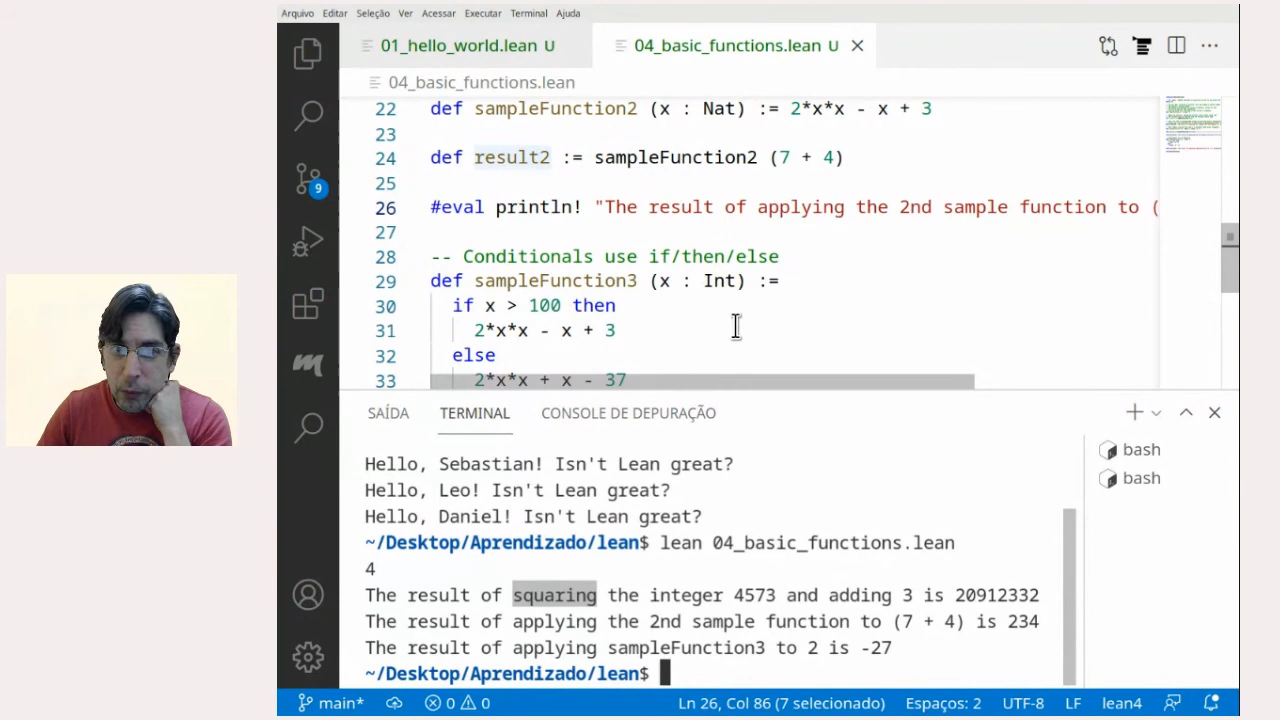 Arquivo Editar Seleção Ver Acessar Executar Terminal Ajuda
01_hello_world.lean U
04_basic_functions.lean U
04_basic_functions.lean
22 def sampleFunction2 (x : Nat) := 2*x*x - x + 3
23
24 def result2 := sampleFunction2 (7 + 4)
25
26 #eval println! "The result of applying the 2nd sample function to (
27
28 -- Conditionals use if/then/else
29 def sampleFunction3 (x : Int) :=
30 if x > 100 then
31 2*x*x - x + 3
32 else
33 2*x*x + x - 37
9
SAÍDA TERMINAL CONSOLE DE DEPURAÇÃO
Hello, Sebastian! Isn't Lean great?
Hello, Leo! Isn't Lean great?
Hello, Daniel! Isn't Lean great?
~/Desktop/Aprendizado/lean$ lean 04_basic_functions.lean
4
The result of squaring the integer 4573 and adding 3 is 20912332
The result of applying the 2nd sample function to (7 + 4) is 234
The result of applying sampleFunction3 to 2 is -27
~/Desktop/Aprendizado/lean$
bash
bash
main* 0 0 Ln 26, Col 86 (7 selecionado) Espaços: 2 UTF-8 LF lean4